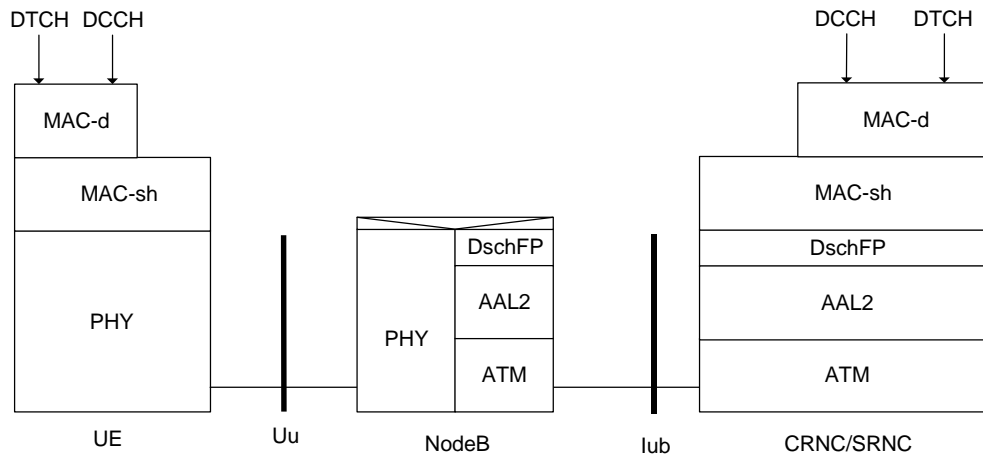 DTCH DCCH
DCCH DTCH
MAC-d
MAC-d
MAC-sh
MAC-sh
DschFP
DschFP
PHY
PHY
AAL2
AAL2
ATM
ATM
UE
Uu
NodeB
Iub
CRNC/SRNC